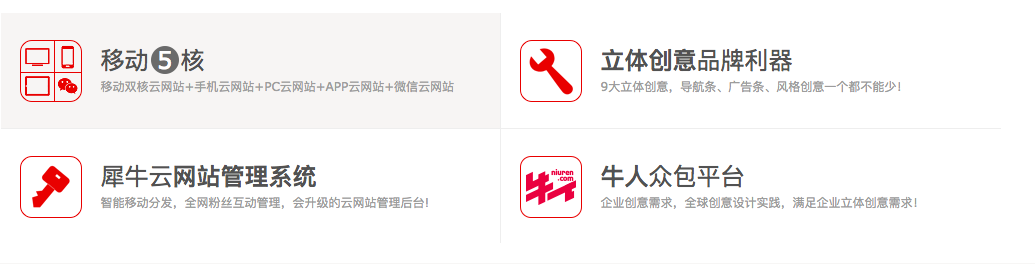 移动5核
移动双核云网站+手机云网站+PC云网站+APP云网站+微信云网站
立体创意品牌利器
9大立体创意，导航条、广告条、风格创意一个都不能少！
犀牛云网站管理系统
智能移动分发，全网粉丝互动管理，会升级的云网站管理后台！
niuren
.com
牛人众包平台
企业创意需求，全球创意设计实践，满足企业立体创意需求！